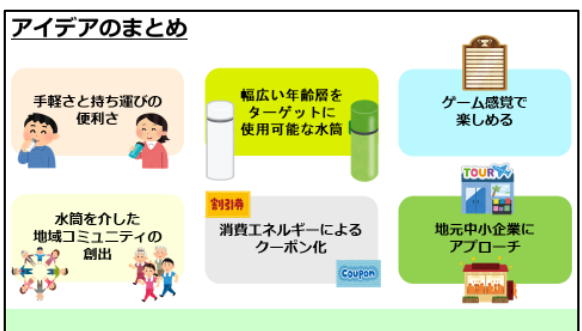 アイデアのまとめ
手軽さと持ち運びの
便利さ
幅広い年齢層を
ターゲットに
使用可能な水筒
ゲーム感覚で
楽しめる
水筒を介した
地域コミュニティの
創出
割引券
消費エネルギーによる
クーポン化
Coupon
TOUR
地元中小企業に
アプローチ